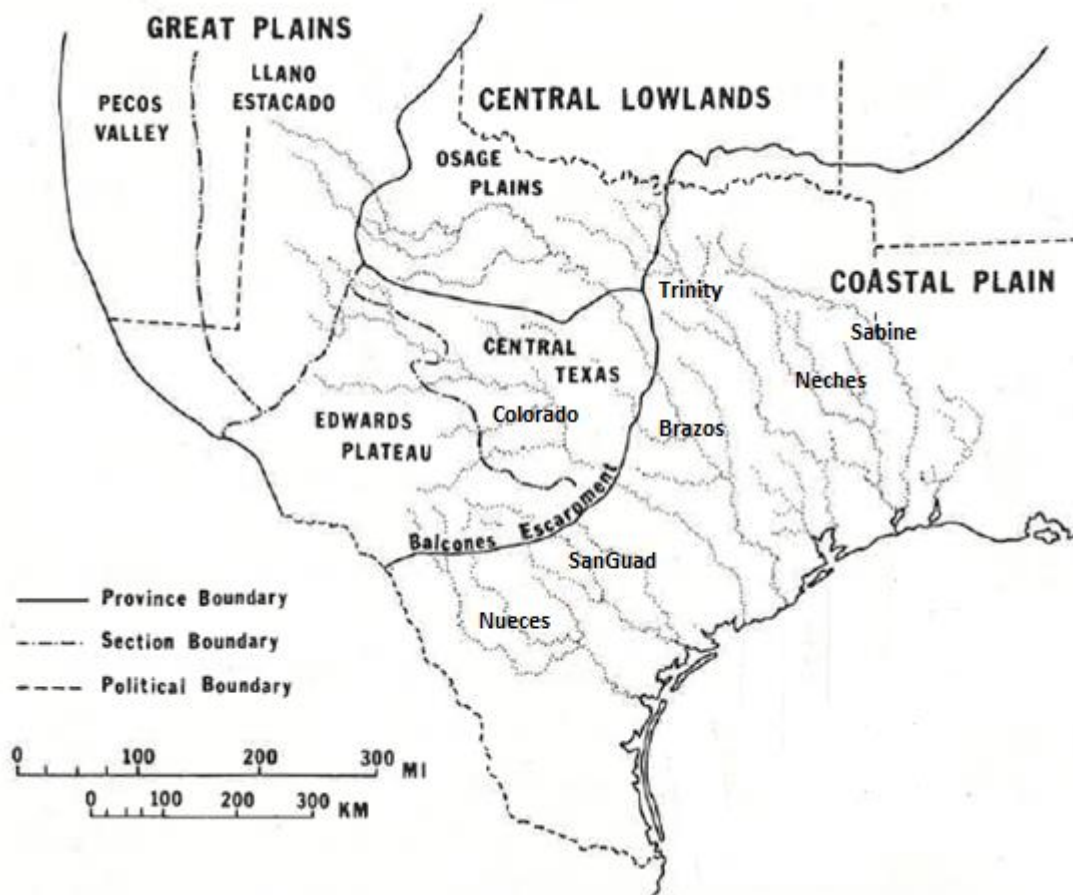 GREAT PLAINS
PECOS
VALLEY
LLANO
ESTACADO
CENTRAL LOWLANDS
OSAGE
PLAINS
COASTAL PLAIN
Trinity
Sabine
CENTRAL
TEXAS
Neches
EDWARDS
PLATEAU
Colorado
Brazos
Balcones Escarpment
SanGuad
Nueces
Province Boundary
Section Boundary
Political Boundary
0 100 200 300 MI
0 100 200 300 KM